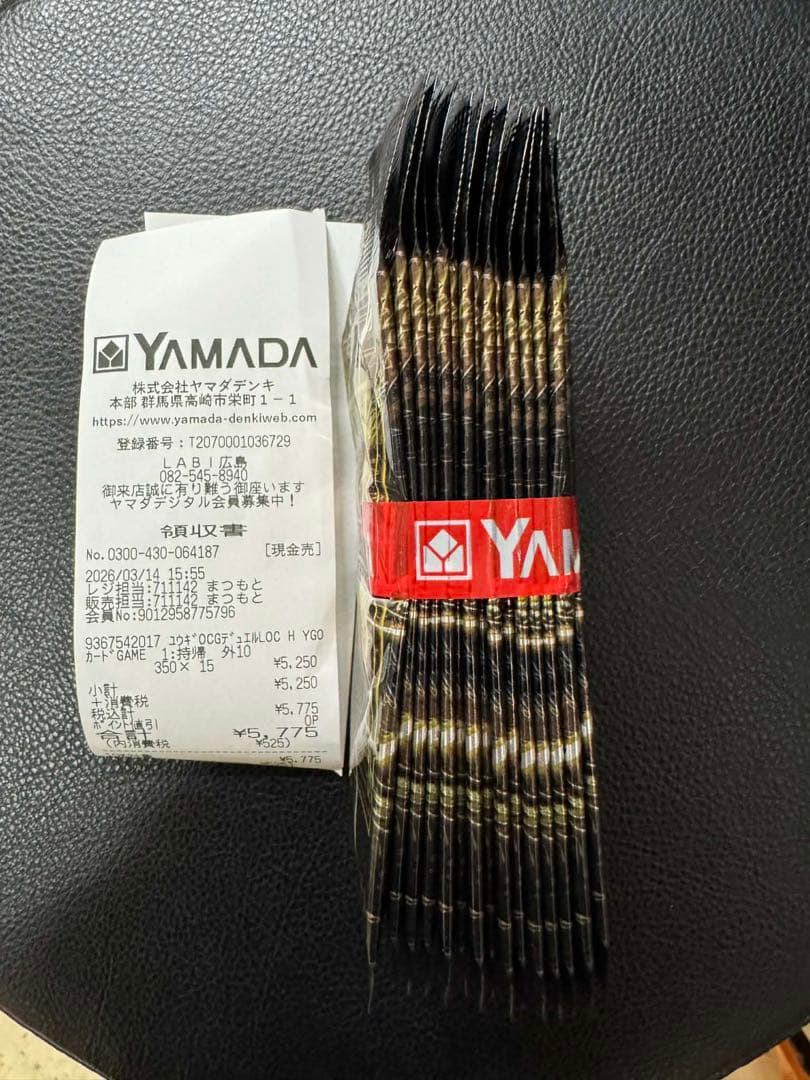 YAMADA
株式会社ヤマダデンキ
本部 群馬県高崎市栄町1-1
https://www.yamada-denkiweb.com
登録番号:T2070001036729
LABI広島
082-545-8940
御来店誠に有り難う御座います
ヤマダデジタル会員募集中!
領収書
No.0300-430-064187 [現金売]
2026/03/14 15:55
レジ担当:711142 まつもと
販売担当:711142 まつもと
会員No:9012958775796
9367542017 ユウギOCGデュエルLOC H YGO
カードGAME 1:持帰 外10
350× 15 ¥5,250
小計 ¥5,250
+消費税
税込計 ¥5,775
ポイント値引 0P
合計 ¥5,775
(内消費税 ¥525)
¥5,775
YAM